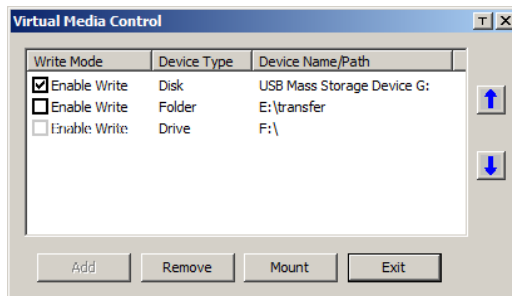 Virtual Media Control
Write Mode Device Type Device Name/Path
Enable Write Disk USB Mass Storage Device G:
Enable Write Folder E:\transfer
Enable Write Drive F:\
Add Remove Mount Exit